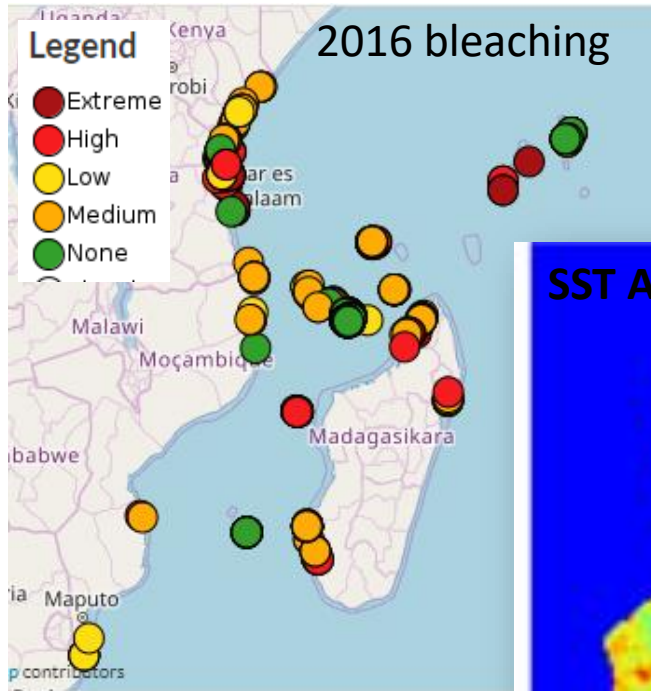 Uganda
Kenya
2016 bleaching
Legend
robi
Extreme
High
Low
Medium
None
ar es
alaam
SST A
Malawi
Moçambique
Madagasikara
babwe
ia Maputo
p contributors